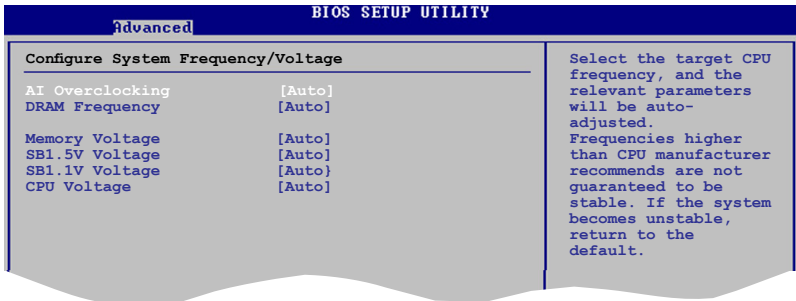 BIOS SETUP UTILITY
Advanced
Configure System Frequency/Voltage
AI Overclocking [Auto]
DRAM Frequency [Auto]
Memory Voltage [Auto]
SB1.5V Voltage [Auto]
SB1.1V Voltage [Auto}
CPU Voltage [Auto]
Select the target CPU
frequency, and the
relevant parameters
will be auto-
adjusted.
Frequencies higher
than CPU manufacturer
recommends are not
guaranteed to be
stable. If the system
becomes unstable,
return to the
default.